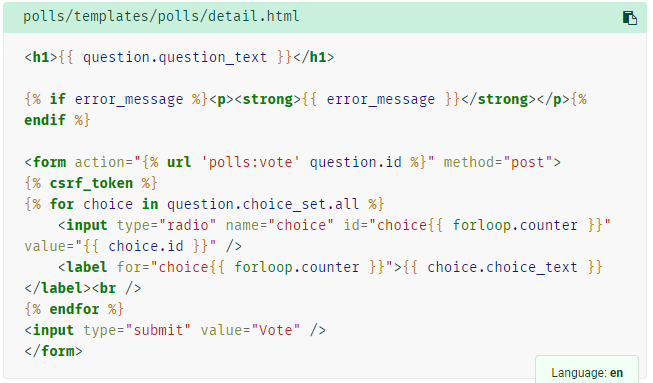 polls/templates/polls/detail.html
<h1>{{ question.question_text }}</h1>
{% if error_message %}<p><strong>{{ error_message }}</strong></p>{%
endif %}
<form action="{% url 'polls:vote' question.id %}" method="post">
{% csrf_token %}
{% for choice in question.choice_set.all %}
    <input type="radio" name="choice" id="choice{{ forloop.counter }}"
value="{{ choice.id }}" />
    <label for="choice{{ forloop.counter }}">{{ choice.choice_text }}
</label><br />
{% endfor %}
<input type="submit" value="Vote" />
</form>
Language: en